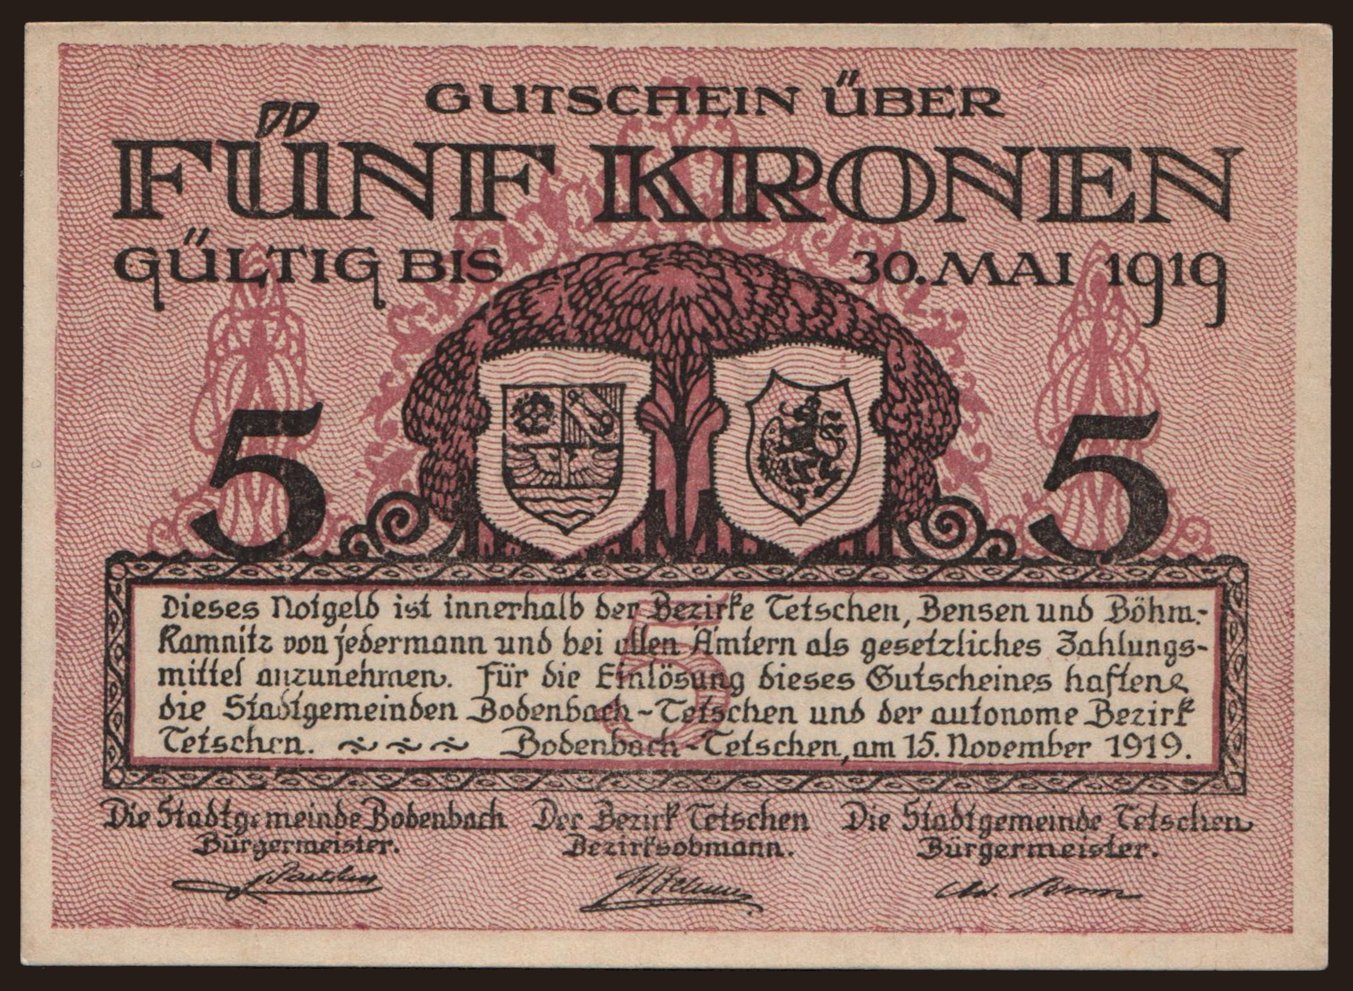 GUTSCHEIN ÜBER
FÜNF KRONEN
GÜLTIG BIS 30. MAI 1919
5 5
Dieses Notgeld ist innerhalb der Bezirke Tetschen, Bensen und Böhm.-
Kamnitz von jedermann und bei allen Ämtern als gesetzliches Zahlungs-
mittel anzunehmen. Für die Einlösung dieses Gutscheines haften
die Stadtgemeinden Bodenbach-Tetschen und der autonome Bezirk
Tetschen. Bodenbach-Tetschen, am 15. November 1919.
5
Die Stadtgemeinde Bodenbach Der Bezirk Tetschen Die Stadtgemeinde Tetschen
Bürgermeister. Bezirksobmann. Bürgermeister.